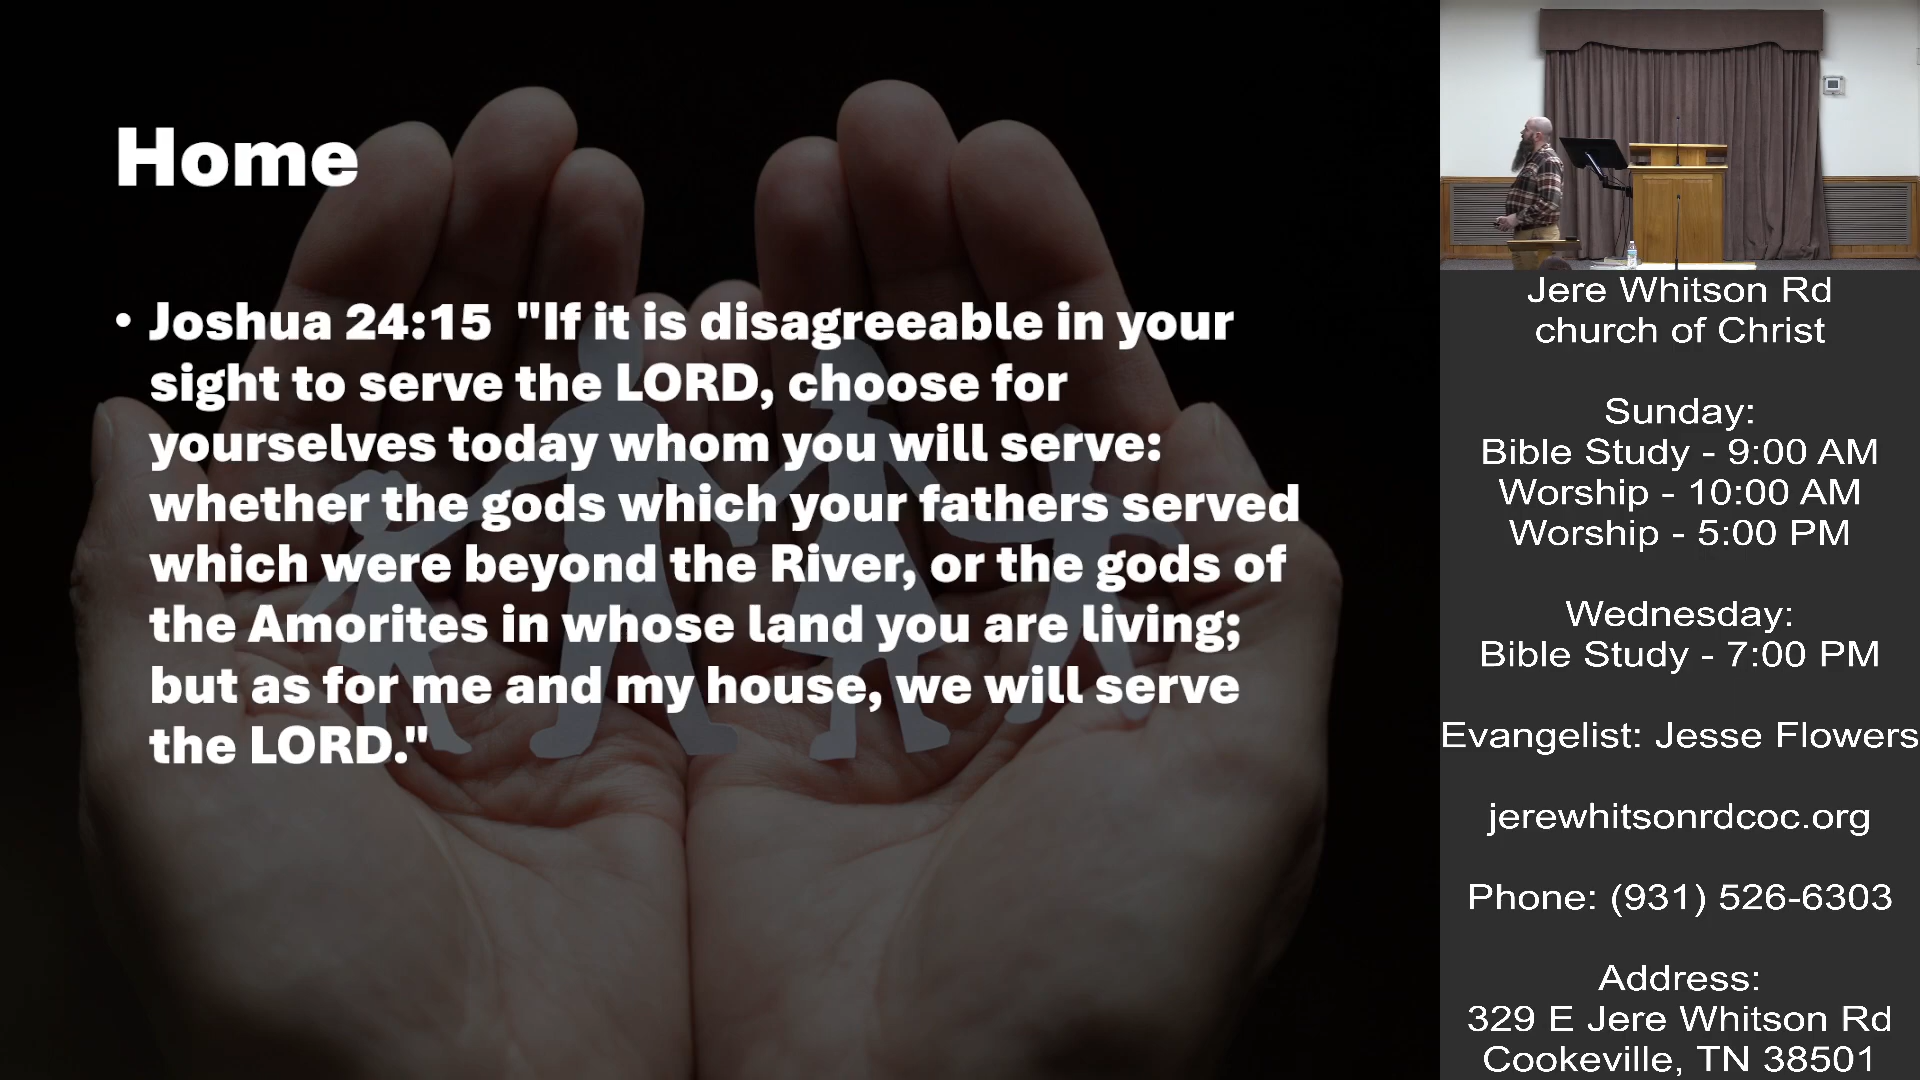 Home
• Joshua 24:15 "If it is disagreeable in your
sight to serve the LORD, choose for
yourselves today whom you will serve:
whether the gods which your fathers served
which were beyond the River, or the gods of
the Amorites in whose land you are living;
but as for me and my house, we will serve
the LORD."
Jere Whitson Rd
church of Christ
Sunday:
Bible Study - 9:00 AM
Worship - 10:00 AM
Worship - 5:00 PM
Wednesday:
Bible Study - 7:00 PM
Evangelist: Jesse Flowers
jerewhitsonrdcoc.org
Phone: (931) 526-6303
Address:
329 E Jere Whitson Rd
Cookeville, TN 38501